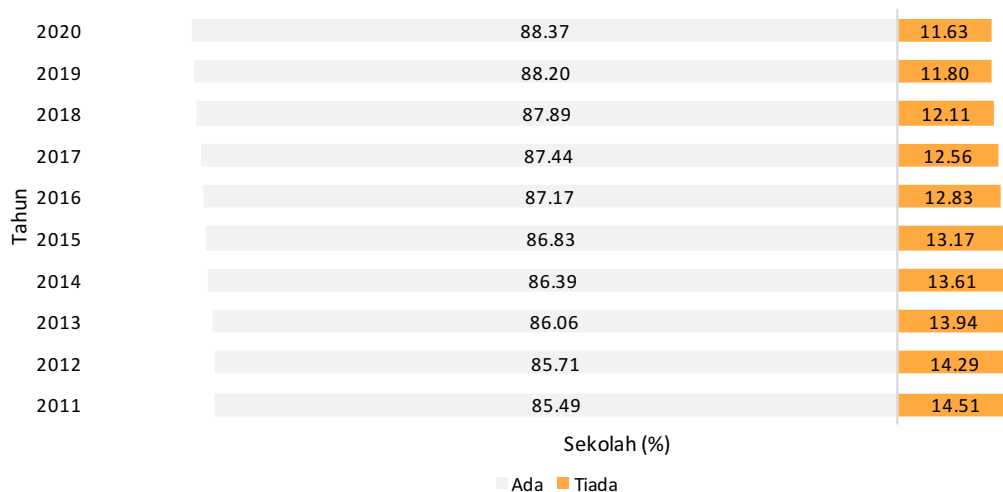 2020 88.37 11.63
2019 88.20 11.80
2018 87.89 12.11
2017 87.44 12.56
2016 87.17 12.83
Tahun
2015 86.83 13.17
2014 86.39 13.61
2013 86.06 13.94
2012 85.71 14.29
2011 85.49 14.51
Sekolah (%)
Ada Tiada